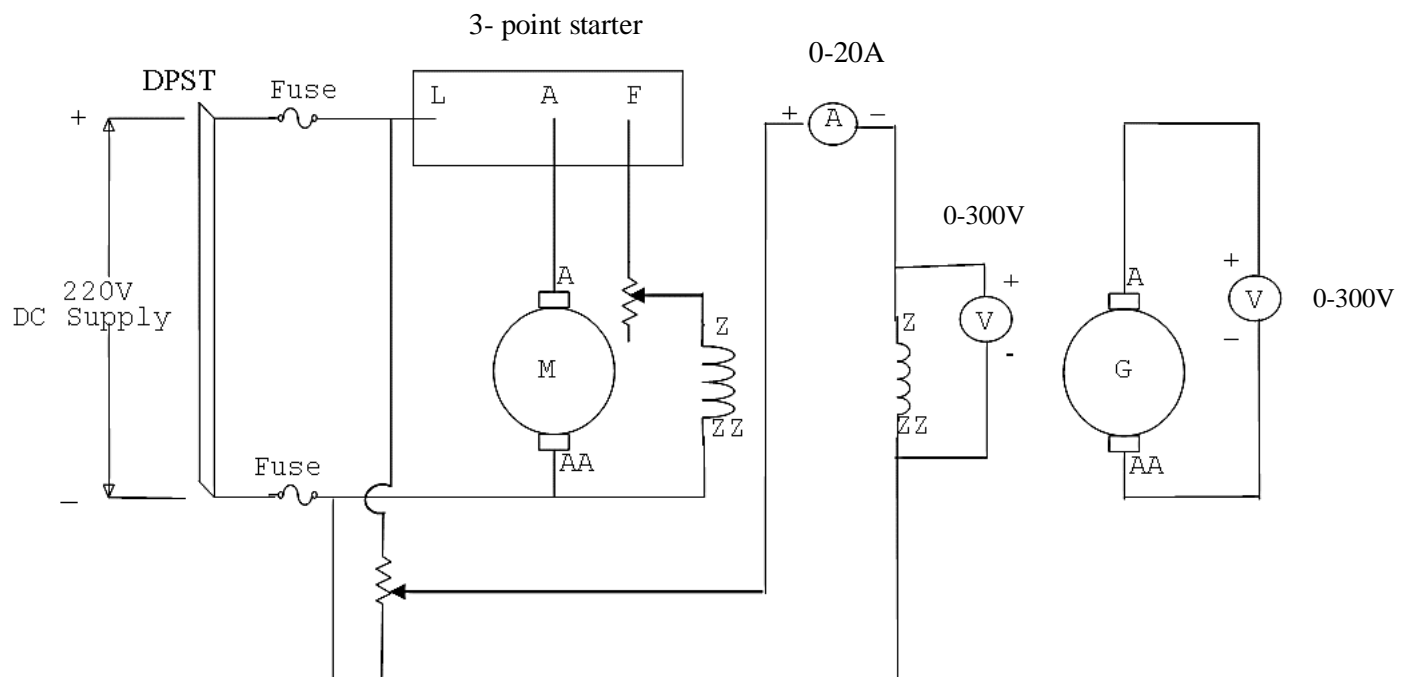 3- point starter
0-20A
DPST
Fuse
L A F
+
+ A −
0-300V
A
Z
+
V
-
Z
220V
DC Supply
M
ZZ
AA
A
+
V
−
0-300V
G
AA
ZZ
Fuse
−